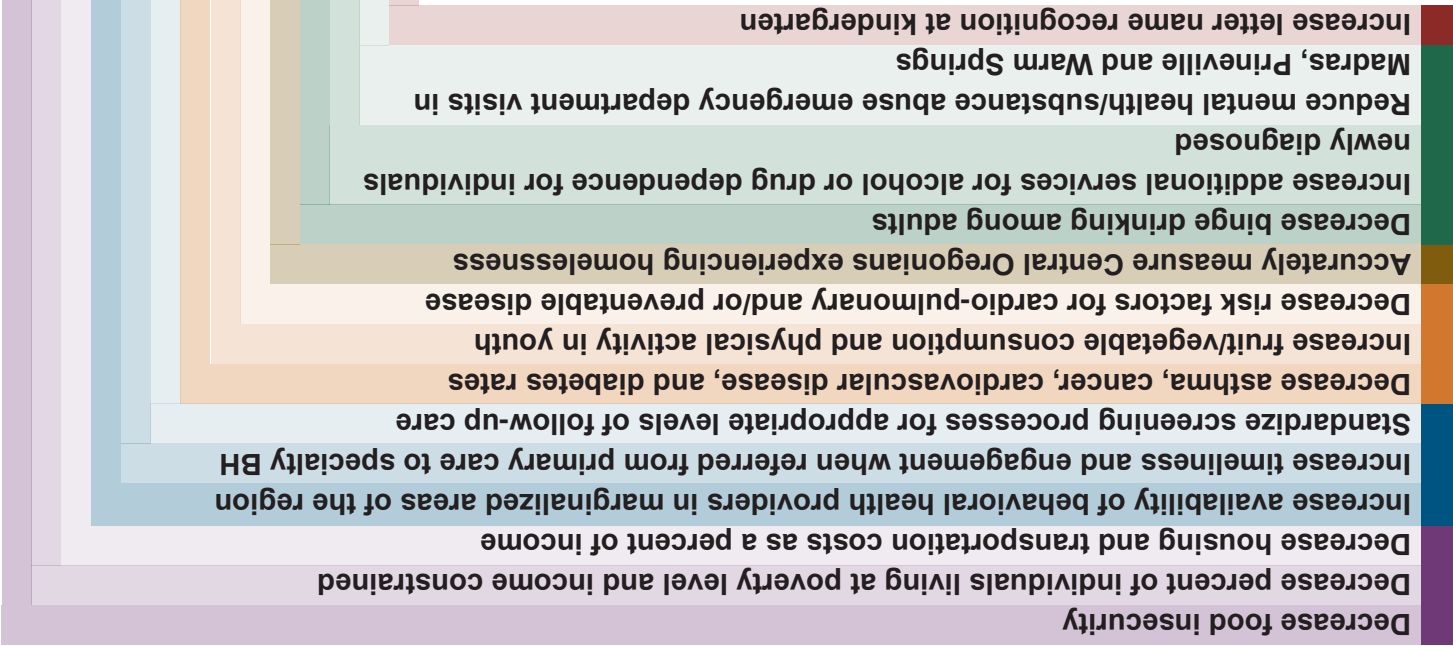 Decrease food insecurity
Decrease percent of individuals living at poverty level and income constrained
Decrease housing and transportation costs as a percent of income
Increase availability of behavioral health providers in marginalized areas of the region
Increase timeliness and engagement when referred from primary care to specialty BH
Standardize screening processes for appropriate levels of follow-up care
Decrease asthma, cancer, cardiovascular disease, and diabetes rates
Increase fruit/vegetable consumption and physical activity in youth
Decrease risk factors for cardio-pulmonary and/or preventable disease
Accurately measure Central Oregonians experiencing homelessness
Decrease binge drinking among adults
Increase additional services for alcohol or drug dependence for individuals
newly diagnosed
Reduce mental health/substance abuse emergency department visits in
Madras, Prineville and Warm Springs
Increase letter name recognition at kindergarten